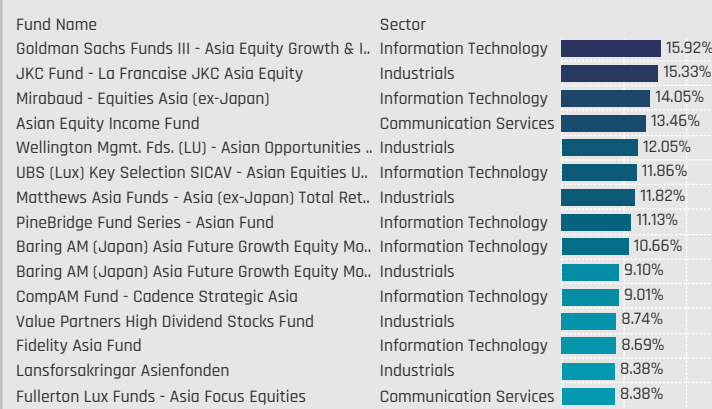 Fund Name Sector
Goldman Sachs Funds III - Asia Equity Growth & I.. Information Technology 15.92%
JKC Fund - La Francaise JKC Asia Equity Industrials 15.33%
Mirabaud - Equities Asia (ex-Japan) Information Technology 14.05%
Asian Equity Income Fund Communication Services 13.46%
Wellington Mgmt. Fds. (LU) - Asian Opportunities .. Industrials 12.05%
UBS (Lux) Key Selection SICAV - Asian Equities U.. Information Technology 11.86%
Matthews Asia Funds - Asia (ex-Japan) Total Ret.. Industrials 11.82%
PineBridge Fund Series - Asian Fund Information Technology 11.13%
Baring AM (Japan) Asia Future Growth Equity Mo.. Information Technology 10.66%
Baring AM (Japan) Asia Future Growth Equity Mo.. Industrials 9.10%
CompAM Fund - Cadence Strategic Asia Information Technology 9.01%
Value Partners High Dividend Stocks Fund Industrials 8.74%
Fidelity Asia Fund Information Technology 8.69%
Lansforsakringar Asienfonden Industrials 8.38%
Fullerton Lux Funds - Asia Focus Equities Communication Services 8.38%